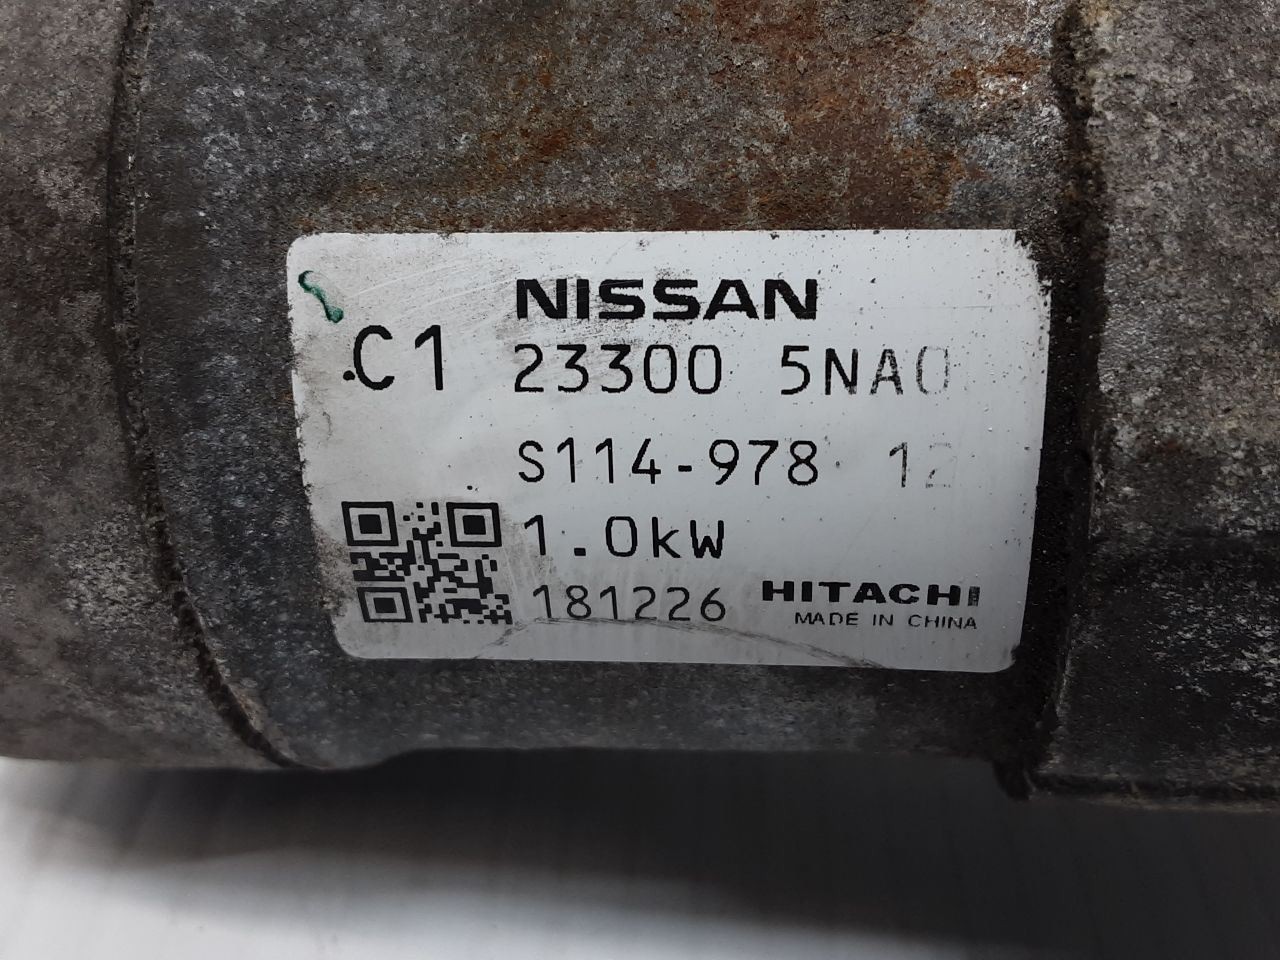 NISSAN
C1 23300 5NA0
S114-978 12
1.0kW
181226 HITACHI
MADE IN CHINA